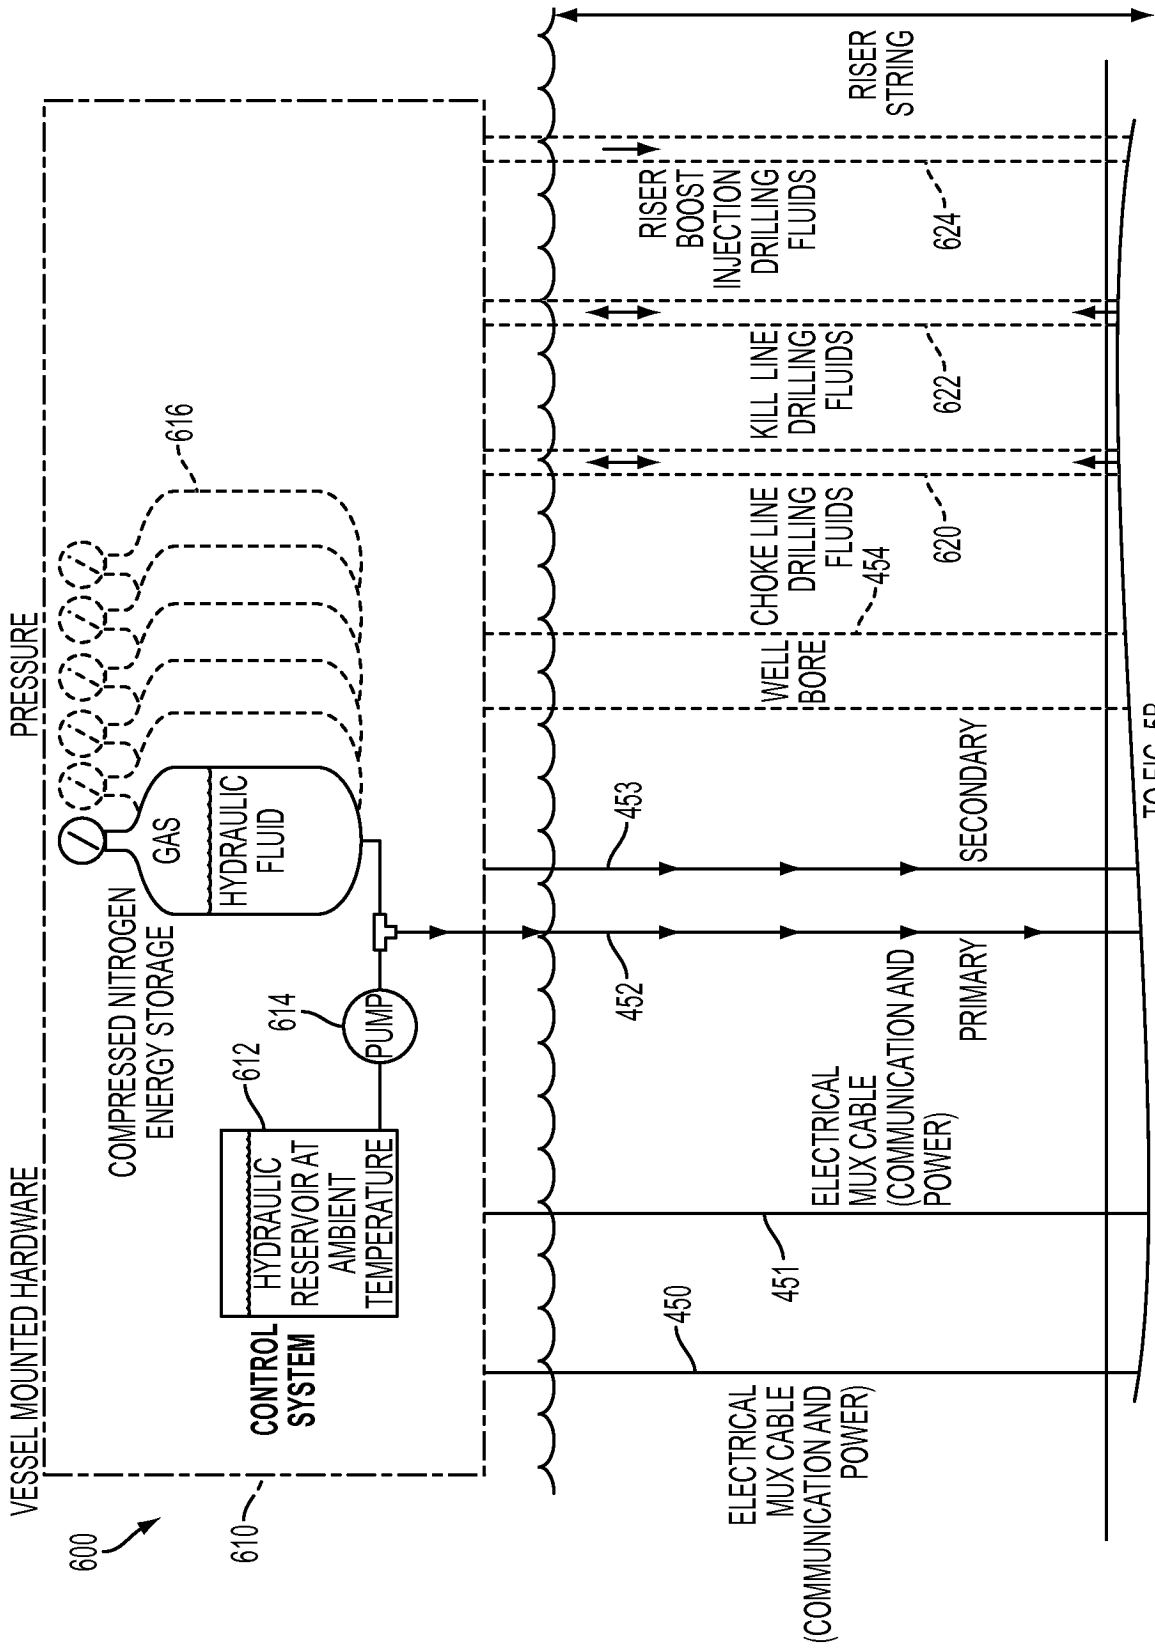 VESSEL MOUNTED HARDWARE
PRESSURE
600
610
CONTROL
SYSTEM
612
HYDRAULIC
RESERVOIR AT
AMBIENT
TEMPERATURE
614
PUMP
COMPRESSED NITROGEN
ENERGY STORAGE
GAS
HYDRAULIC
FLUID
616
ELECTRICAL
MUX CABLE
(COMMUNICATION AND
POWER)
450
451
ELECTRICAL
MUX CABLE
(COMMUNICATION AND
POWER)
452
PRIMARY
453
SECONDARY
WELL
BORE
454
CHOKE LINE
DRILLING
FLUIDS
620
KILL LINE
DRILLING
FLUIDS
622
RISER
BOOST
INJECTION
DRILLING
FLUIDS
624
RISER
STRING
TO FIG. 5B